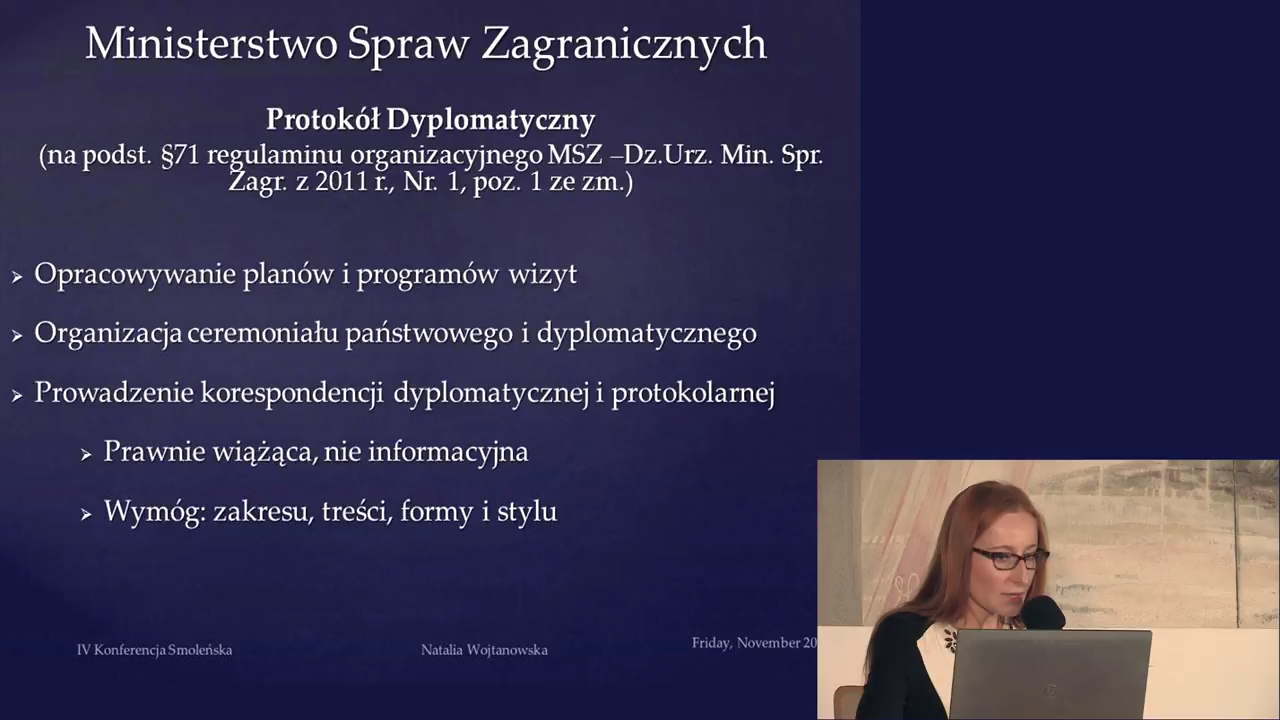 Ministerstwo Spraw Zagranicznych
Protokół Dyplomatyczny
(na podst. §71 regulaminu organizacyjnego MSZ –Dz.Urz. Min. Spr.
Zagr. z 2011 r., Nr. 1, poz. 1 ze zm.)
Opracowywanie planów i programów wizyt
Organizacja ceremoniału państwowego i dyplomatycznego
Prowadzenie korespondencji dyplomatycznej i protokolarnej
Prawnie wiążąca, nie informacyjna
Wymóg: zakresu, treści, formy i stylu
IV Konferencja Smoleńska
Natalia Wojtanowska
Friday, November 20